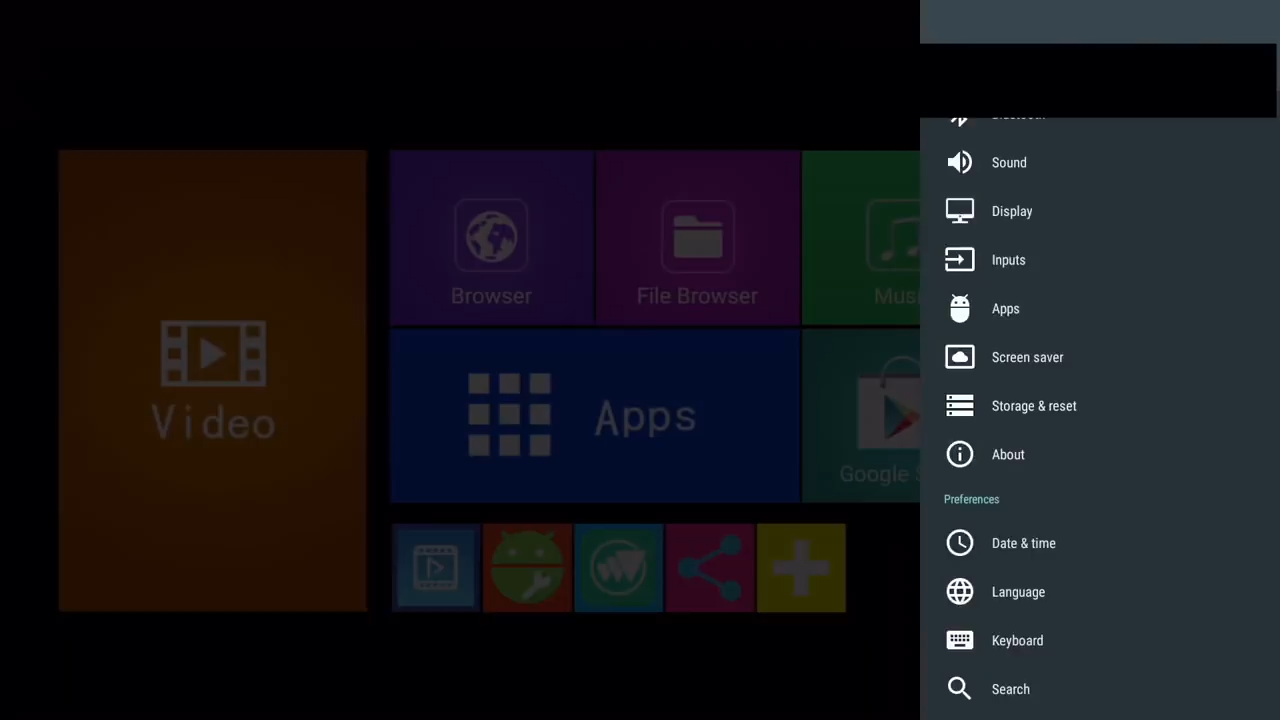 Sound
Display
Inputs
Apps
Screen saver
Storage & reset
About
Preferences
Date & time
Language
Keyboard
Search
Video
Browser
File Browser
Apps
Google